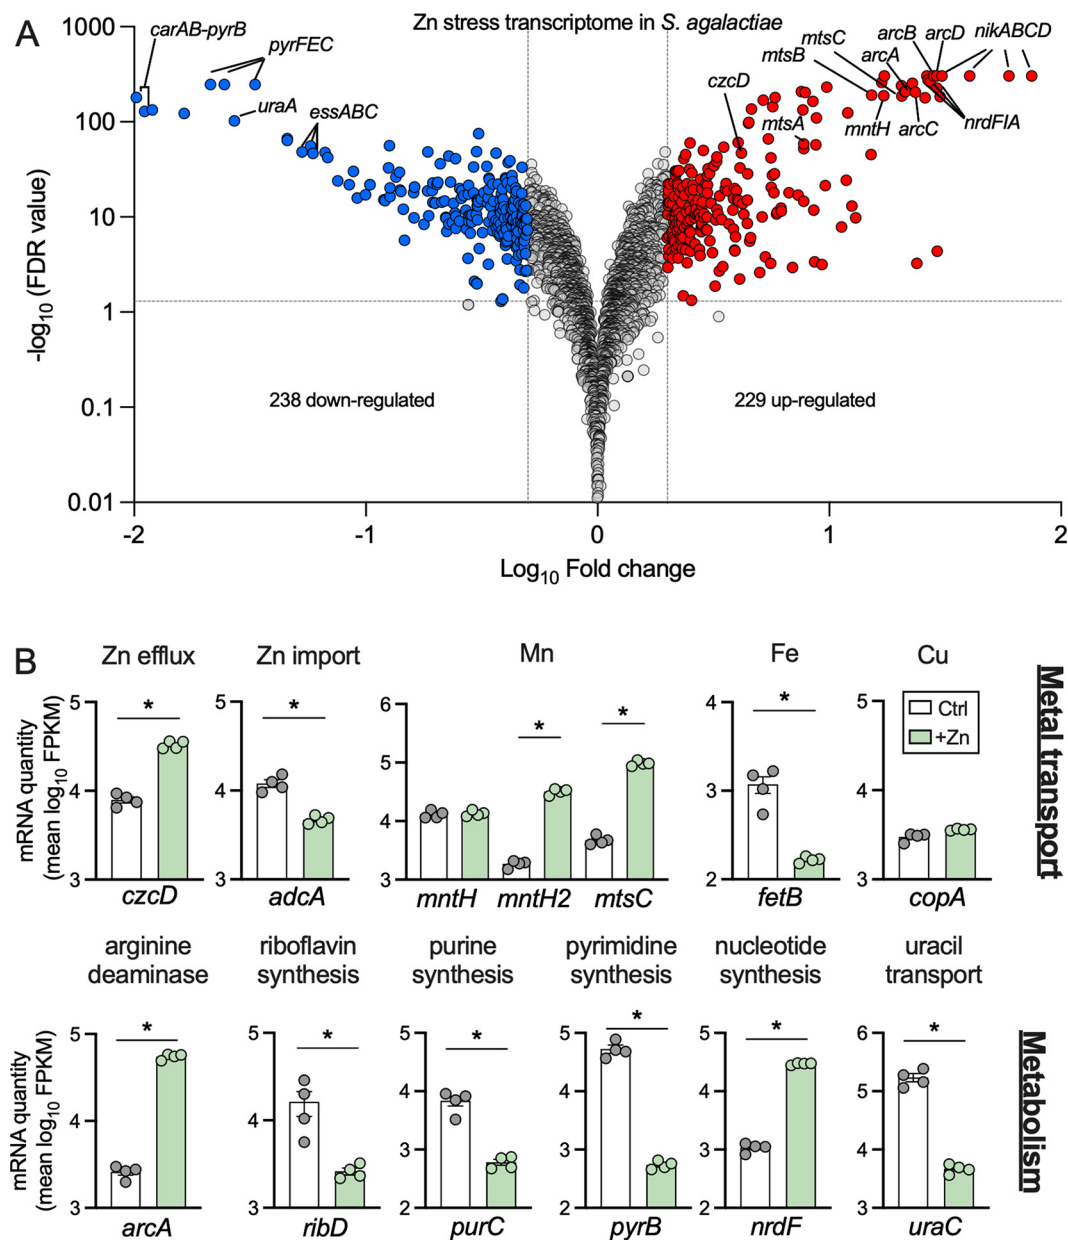 A
Zn stress transcriptome in S. agalactiae
1000
100
10
1
0.1
0.01
-log10 (FDR value)
carAB-pyrB
pyrFEC
uraA
essABC
czcD
mtsA
mtsB
mtsC
arcA
arcB
arcD
nikABCD
mntH
arcC
nrdFIA
238 down-regulated
229 up-regulated
-2
-1
0
1
2
Log10 Fold change
B
Zn efflux
Zn import
Mn
Fe
Cu
Metal transport
mRNA quantity
(mean log10 FPKM)
5
4
3
*
czcD
5
4
3
*
adcA
6
5
4
3
*
*
mntH
mntH2
mtsC
4
3
2
*
fetB
5
4
3
Ctrl
+Zn
copA
arginine
deaminase
riboflavin
synthesis
purine
synthesis
pyrimidine
synthesis
nucleotide
synthesis
uracil
transport
Metabolism
mRNA quantity
(mean log10 FPKM)
5
4
3
*
arcA
5
4
3
*
ribD
5
4
3
2
*
purC
5
4
3
2
*
pyrB
5
4
3
2
*
nrdF
6
5
4
3
*
uraC